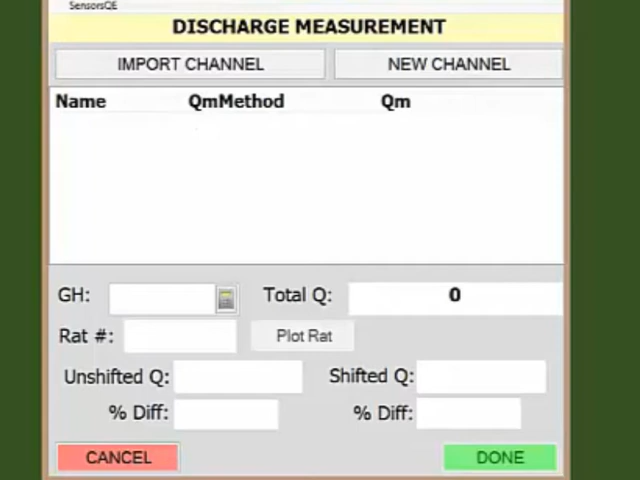 SensorsQE
DISCHARGE MEASUREMENT
IMPORT CHANNEL NEW CHANNEL
Name QmMethod Qm
GH: Total Q: 0
Rat #: Plot Rat
Unshifted Q: Shifted Q:
% Diff: % Diff:
CANCEL DONE